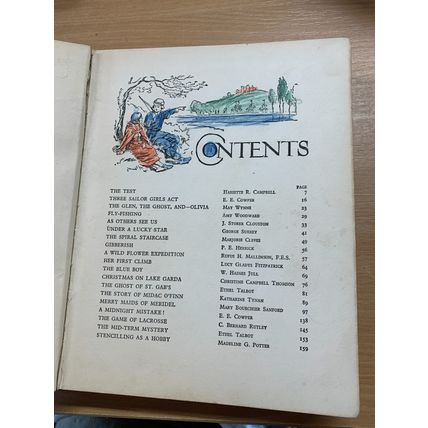 CONTENTS
PAGE
THE TEST Hariette R. Campbell 7
THREE SAILOR GIRLS ACT E. E. Cowper 16
THE GLEN, THE GHOST, AND—OLIVIA May Wynne 23
FLY-FISHING Amy Woodward 29
AS OTHERS SEE US J. Storer Clouston 33
UNDER A LUCKY STAR George Surrey 41
THE SPIRAL STAIRCASE Marjorie Cleves 49
GIBBERISH P. E. Herrick 56
A WILD FLOWER EXPEDITION Rufus H. Mallinson, F.E.S. 57
HER FIRST CLIMB Lucy Gladys Fitzpatrick 64
THE BLUE BOY W. Haines Jull 69
CHRISTMAS ON LAKE GARDA Christine Campbell Thomson 76
THE GHOST OF ST. GAB'S Ethel Talbot 81
THE STORY OF MIDAC O'FINN Katharine Tynan 89
MERRY MAIDS OF MERIDEL Mary Bourchier Sanford 97
A MIDNIGHT MISTAKE! E. E. Cowper 138
THE GAME OF LACROSSE C. Bernard Rutley 145
THE MID-TERM MYSTERY Ethel Talbot 153
STENCILLING AS A HOBBY Madeline G. Potter 159